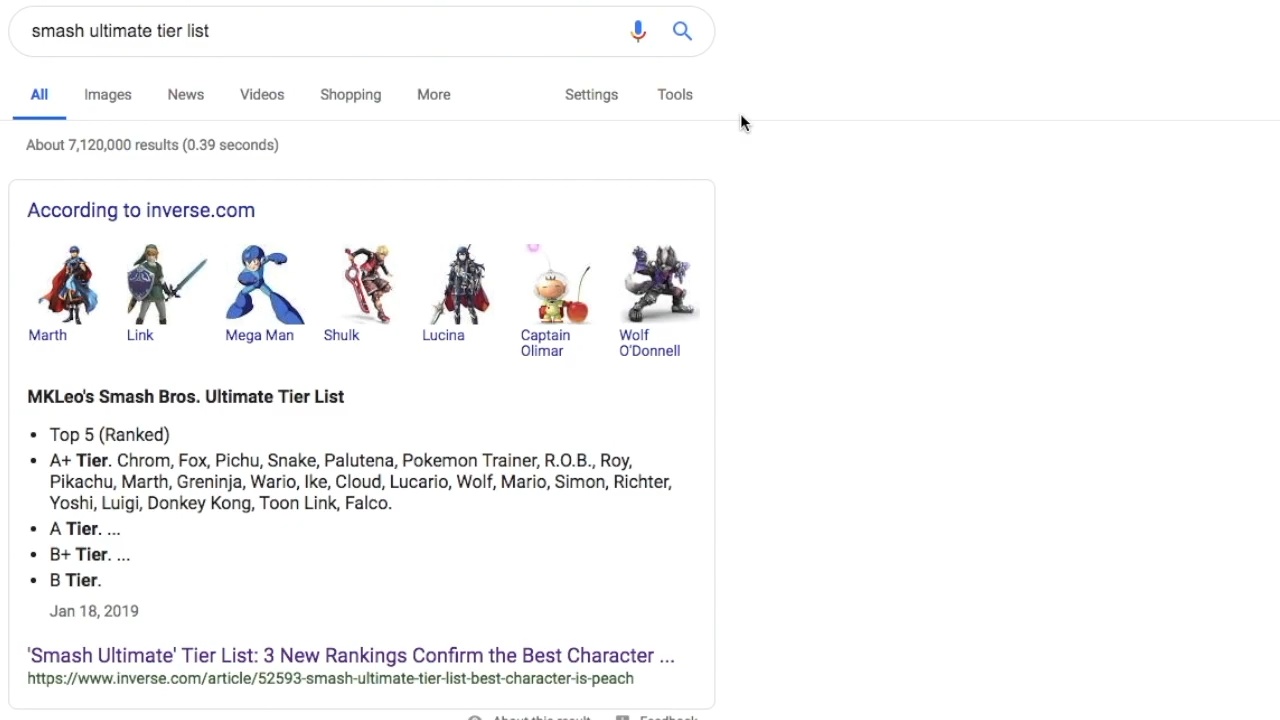 smash ultimate tier list
All Images News Videos Shopping More Settings Tools
About 7,120,000 results (0.39 seconds)
According to inverse.com
Marth Link Mega Man Shulk Lucina Captain Olimar Wolf O'Donnell
MKLeo's Smash Bros. Ultimate Tier List
• Top 5 (Ranked)
• A+ Tier. Chrom, Fox, Pichu, Snake, Palutena, Pokemon Trainer, R.O.B., Roy,
Pikachu, Marth, Greninja, Wario, Ike, Cloud, Lucario, Wolf, Mario, Simon, Richter,
Yoshi, Luigi, Donkey Kong, Toon Link, Falco.
• A Tier. ...
• B+ Tier. ...
• B Tier.
Jan 18, 2019
'Smash Ultimate' Tier List: 3 New Rankings Confirm the Best Character ...
https://www.inverse.com/article/52593-smash-ultimate-tier-list-best-character-is-peach
About this result Feedback